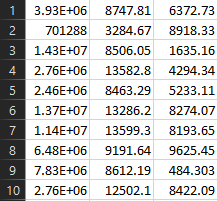 1 3.93E+06 8747.81 6372.73
2 701288 3284.67 8918.33
3 1.43E+07 8506.05 1635.16
4 2.76E+06 13582.8 4294.34
5 2.46E+06 8463.29 5233.11
6 1.37E+07 13286.2 8274.07
7 1.14E+07 13599.3 8193.65
8 6.48E+06 9191.64 9625.45
9 7.83E+06 8612.19 484.303
10 2.76E+06 12502.1 8422.09